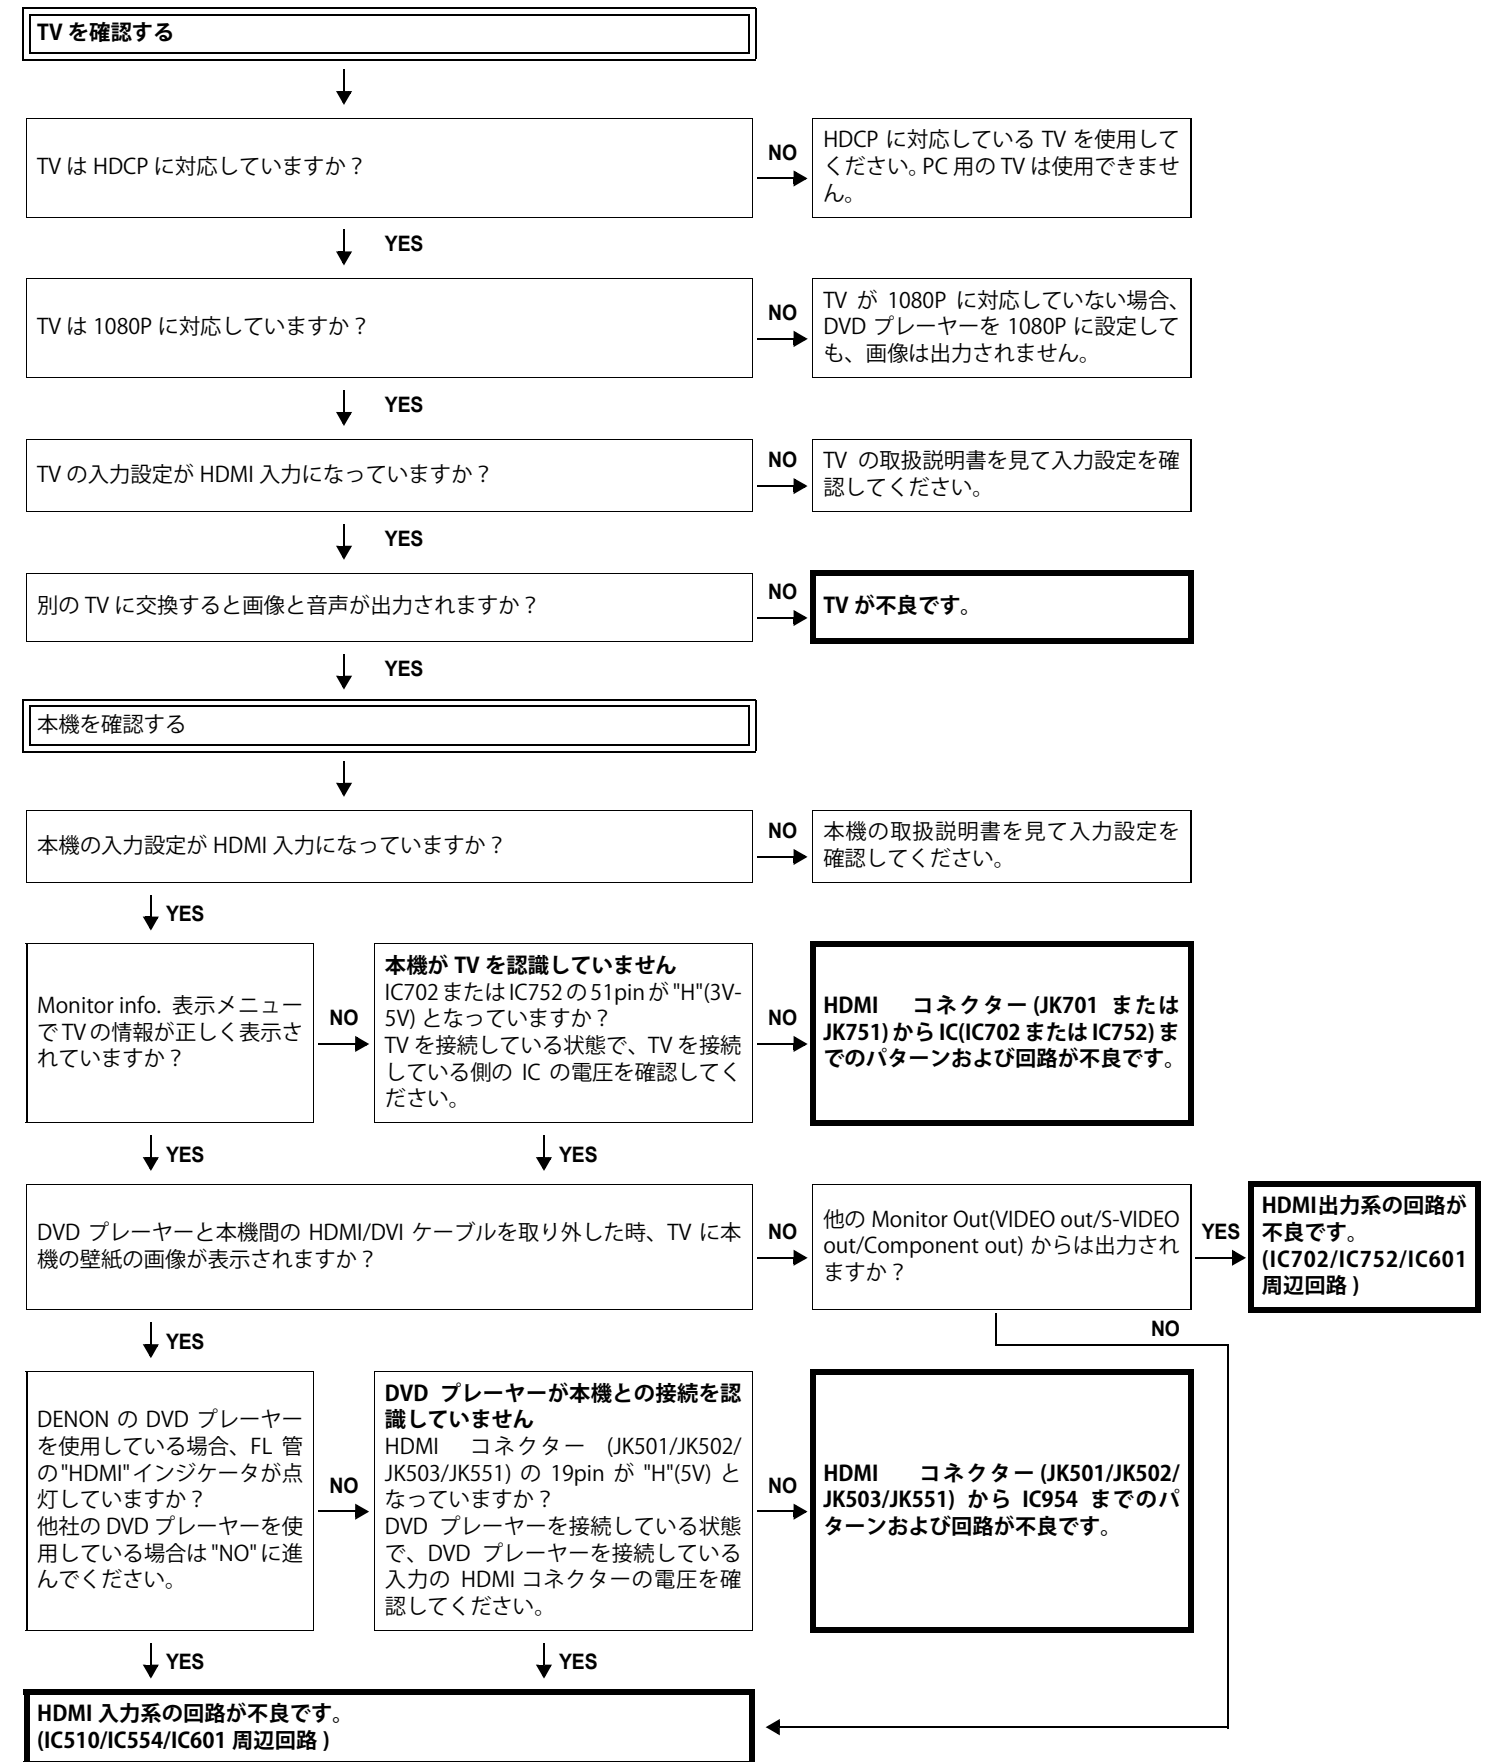 TV を確認する
TV は HDCP に対応していますか？
NO
HDCP に対応している TV を使用して
ください。PC 用の TV は使用できませ
ん。
YES
TV は 1080P に対応していますか？
NO
TV が 1080P に対応していない場合、
DVD プレーヤーを 1080P に設定して
も、画像は出力されません。
YES
TV の入力設定が HDMI 入力になっていますか？
NO
TV の取扱説明書を見て入力設定を確
認してください。
YES
別の TV に交換すると画像と音声が出力されますか？
NO
TV が不良です。
YES
本機を確認する
本機の入力設定が HDMI 入力になっていますか？
NO
本機の取扱説明書を見て入力設定を
確認してください。
YES
Monitor info. 表示メニュー
で TV の情報が正しく表示さ
れていますか？
NO
本機が TV を認識していません
IC702 または IC752 の 51pin が "H"(3V-
5V) となっていますか？
TV を接続している状態で、TV を接続
している側の IC の電圧を確認してく
ださい。
NO
HDMI コネクター (JK701 または
JK751) から IC(IC702 または IC752) ま
でのパターンおよび回路が不良です。
YES
YES
DVD プレーヤーと本機間の HDMI/DVI ケーブルを取り外した時、TV に本
機の壁紙の画像が表示されますか？
NO
他の Monitor Out(VIDEO out/S-VIDEO
out/Component out) からは出力され
ますか？
YES
HDMI出力系の回路が
不良です。
(IC702/IC752/IC601
周辺回路 )
YES
NO
DENON の DVD プレーヤー
を使用している場合、FL 管
の "HDMI" インジケータが点
灯していますか？
他社の DVD プレーヤーを使
用している場合は "NO" に進
んでください。
NO
DVD プレーヤーが本機との接続を認
識していません
HDMI コネクター (JK501/JK502/
JK503/JK551) の 19pin が "H"(5V) と
なっていますか？
DVD プレーヤーを接続している状態
で、DVD プレーヤーを接続している
入力の HDMI コネクターの電圧を確
認してください。
NO
HDMI コネクター (JK501/JK502/
JK503/JK551) から IC954 までのパ
ターンおよび回路が不良です。
YES
YES
HDMI 入力系の回路が不良です。
(IC510/IC554/IC601 周辺回路 )